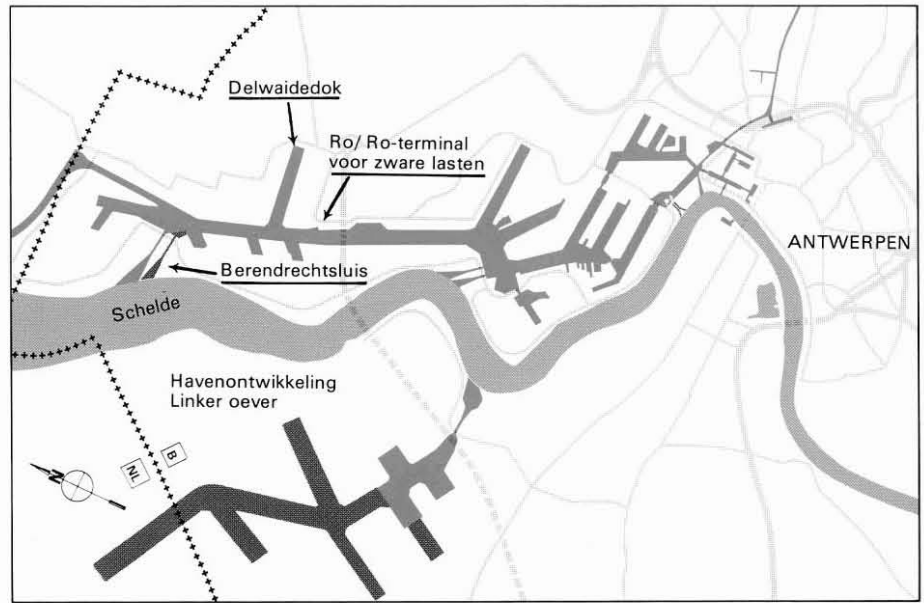 Delwaidedok
Ro/Ro-terminal
voor zware lasten
ANTWERPEN
Berendrechtsluis
Schelde
Havenontwikkeling
Linker oever
N
NL
B